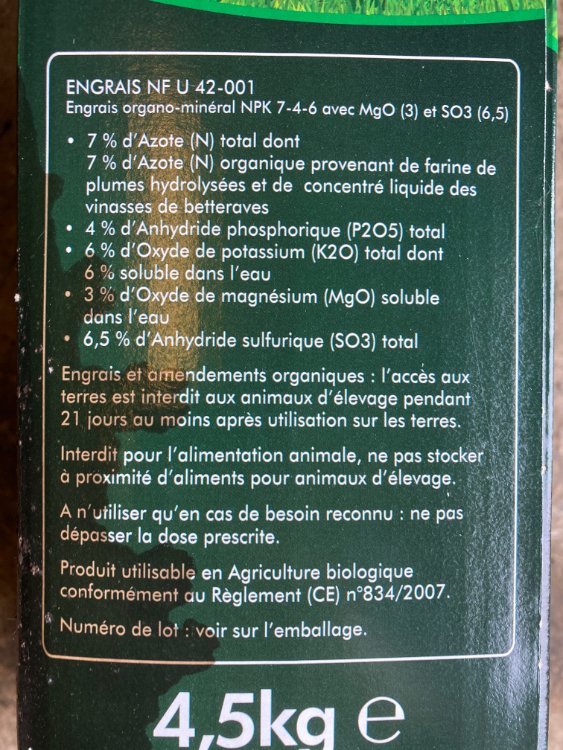 ENGRAIS NF U 42-001
Engrais organo-minéral NPK 7-4-6 avec MgO (3) et SO3 (6,5)
• 7 % d'Azote (N) total dont
7 % d'Azote (N) organique provenant de farine de
plumes hydrolysées et de concentré liquide des
vinasses de betteraves
• 4 % d'Anhydride phosphorique (P2O5) total
• 6 % d'Oxyde de potassium (K2O) total dont
6 % soluble dans l'eau
• 3 % d'Oxyde de magnésium (MgO) soluble
dans l'eau
• 6,5 % d'Anhydride sulfurique (SO3) total
Engrais et amendements organiques : l'accès aux
terres est interdit aux animaux d'élevage pendant
21 jours au moins après utilisation sur les terres.
Interdit pour l'alimentation animale, ne pas stocker
à proximité d'aliments pour animaux d'élevage.
A n'utiliser qu'en cas de besoin reconnu : ne pas
dépasser la dose prescrite.
Produit utilisable en Agriculture biologique
conformément au Règlement (CE) n°834/2007.
Numéro de lot : voir sur l'emballage.
4,5kg e